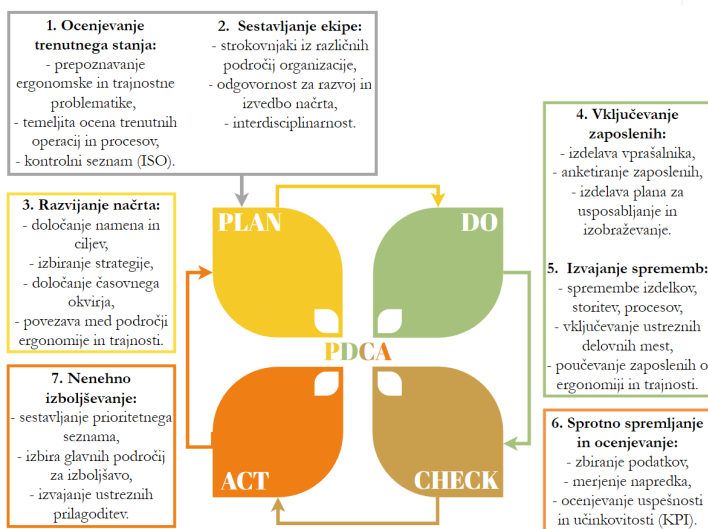 1. Ocenjevanje
trenutnega stanja:
- prepoznavanje
ergonomske in trajnostne
problematike,
- temeljita ocena trenutnih
operacij in procesov,
- kontrolni seznam (ISO).
2. Sestavljanje ekipe:
- strokovnjaki iz različnih
področij organizacije,
- odgovornost za razvoj in
izvedbo načrta,
- interdisciplinarnost.
3. Razvijanje načrta:
- določanje namena in
ciljev,
- izbiranje strategije,
- določanje časovnega
okvirja,
- povezava med področji
ergonomije in trajnosti.
PLAN
DO
4. Vključevanje
zaposlenih:
- izdelava vprašalnika,
- anketiranje zaposlenih,
- izdelava plana za
usposabljanje in
izobraževanje.
5. Izvajanje sprememb:
- spremembe izdelkov,
storitev, procesov,
- vključevanje ustreznih
delovnih mest,
- poučevanje zaposlenih o
ergonomiji in trajnosti.
PDCA
7. Nenehno
izboljševanje:
- sestavljanje prioritetnega
seznama,
- izbira glavnih področij
za izboljšavo,
- izvajanje ustreznih
prilagoditev.
ACT
CHECK
6. Sprotno spremljanje
in ocenjevanje:
- zbiranje podatkov,
- merjenje napredka,
- ocenjevanje uspešnosti
in učinkovitosti (KPI).